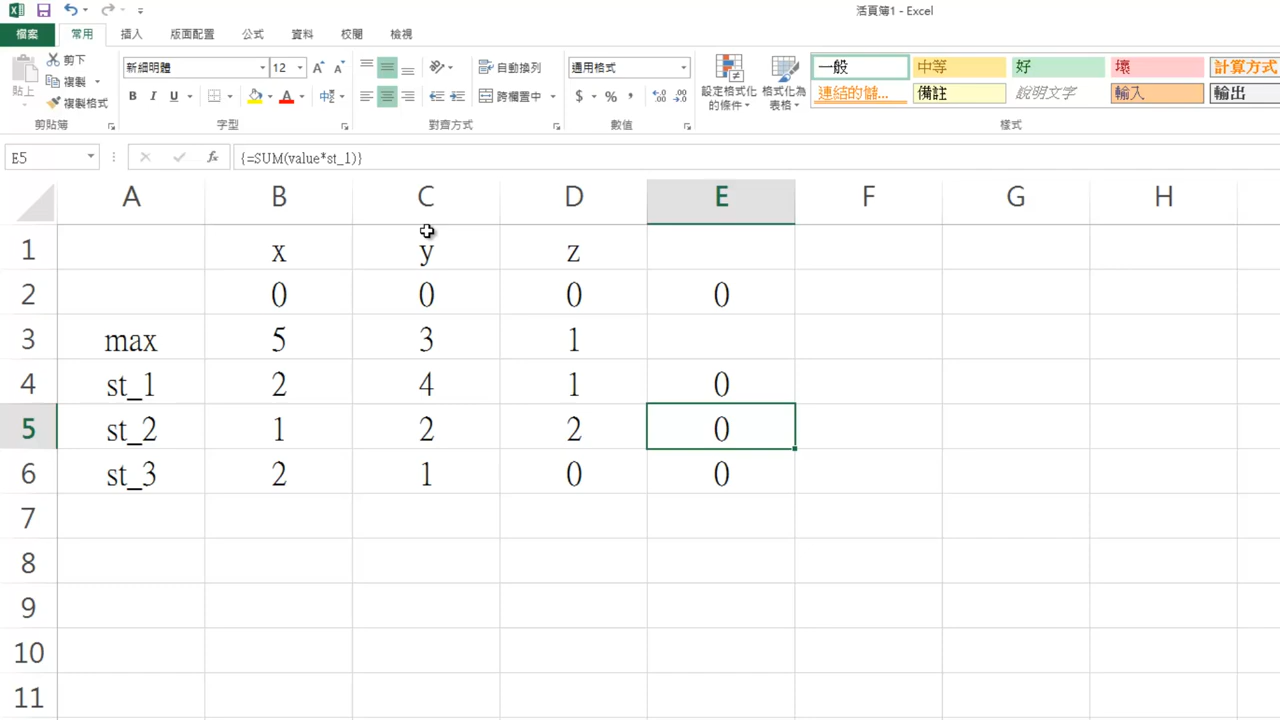 活頁簿1 - Excel
檔案 常用 插入 版面配置 公式 資料 校閱 檢視
貼上 剪下 複製 複製格式 剪貼簿
新細明體 12 A A
B I U A 字型
自動換列 跨欄置中 對齊方式
通用格式 $ % , 數值
設定格式化的條件 格式化為表格
一般 中等 好 壞 計算方式
連結的儲... 備註 說明文字 輸入 輸出
樣式
E5 fx {=SUM(value*st_1)}
A B C D E F G H
1 x y z
2 0 0 0 0
3 max 5 3 1
4 st_1 2 4 1 0
5 st_2 1 2 2 0
6 st_3 2 1 0 0
7
8
9
10
11